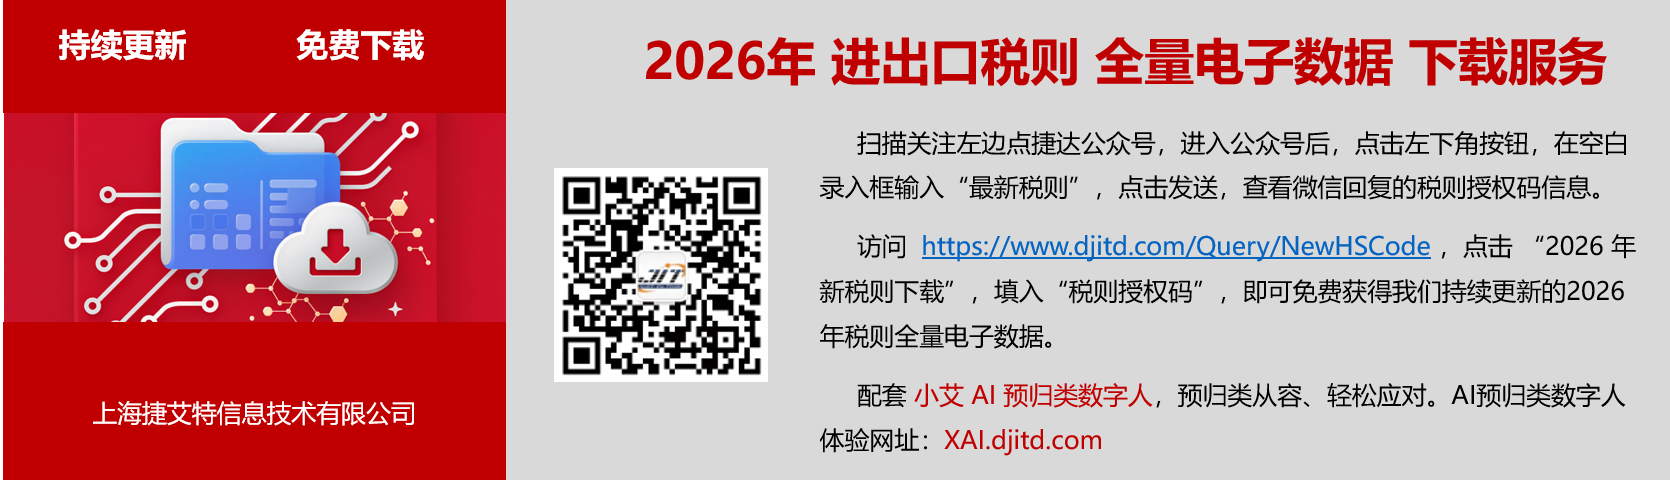 持续更新 免费下载
上海捷艾特信息技术有限公司
2026年 进出口税则 全量电子数据 下载服务
扫描关注左边点捷达公众号，进入公众号后，点击左下角按钮，在空白
录入框输入“最新税则”，点击发送，查看微信回复的税则授权码信息。
访问 https://www.djitd.com/Query/NewHSCode ，点击 “2026 年
新税则下载”，填入“税则授权码”，即可免费获得我们持续更新的2026
年税则全量电子数据。
配套 小艾 AI 预归类数字人，预归类从容、轻松应对。AI预归类数字人
体验网址：XAI.djitd.com